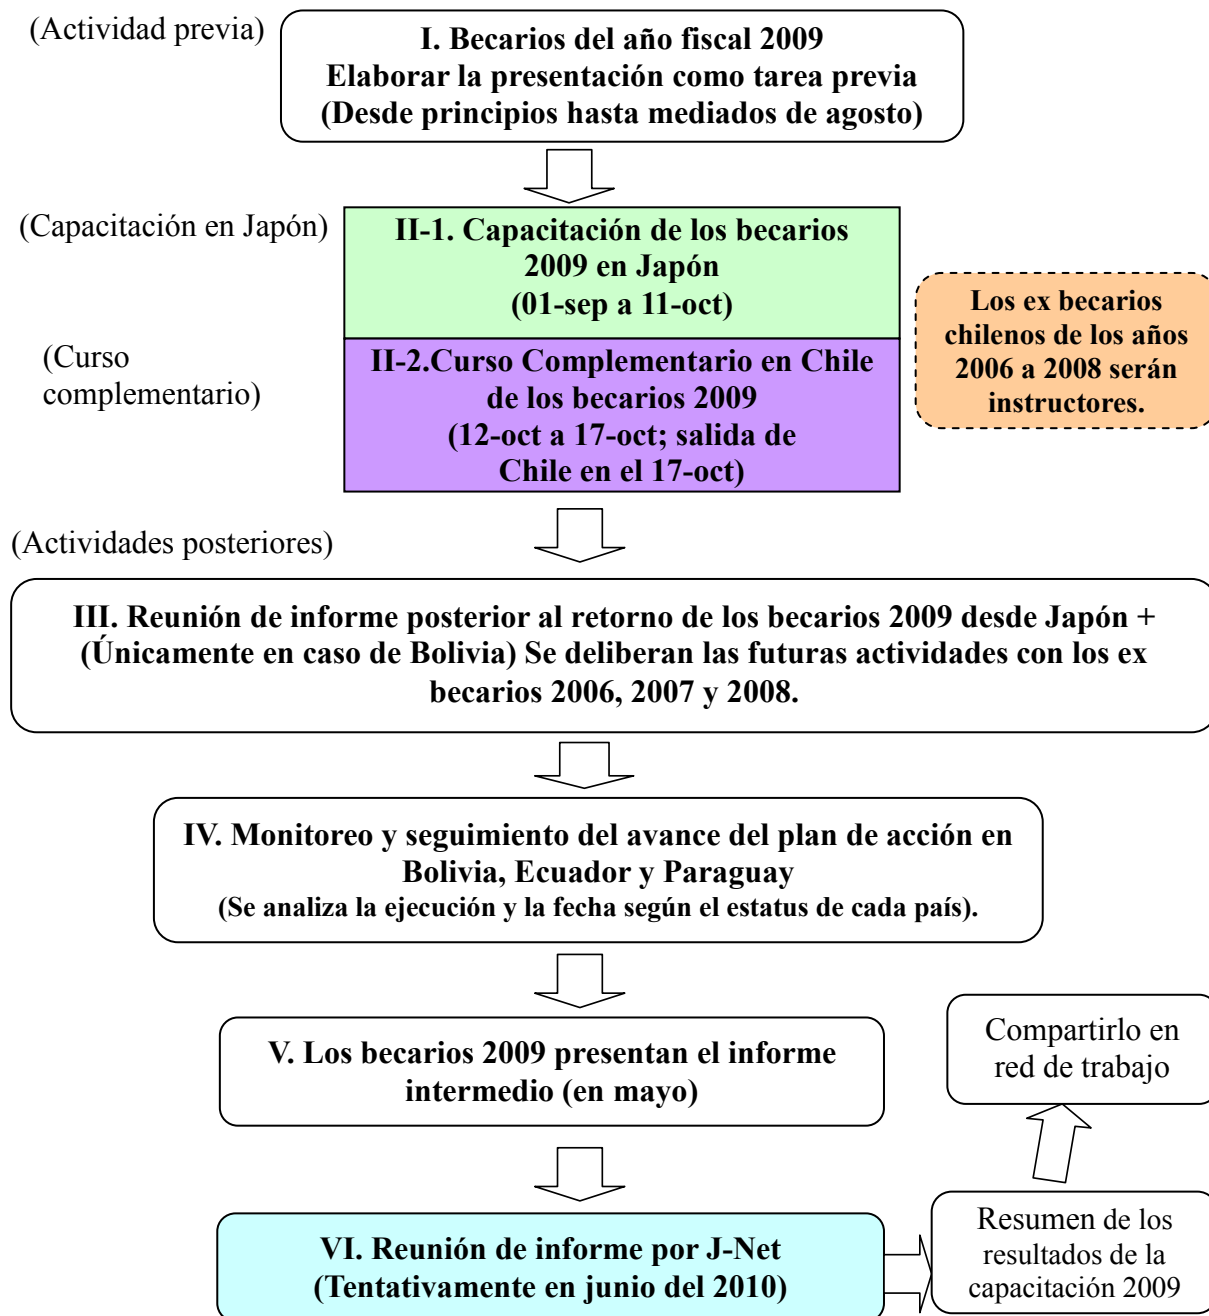 (Actividad previa)
I. Becarios del año fiscal 2009
Elaborar la presentación como tarea previa
(Desde principios hasta mediados de agosto)
(Capacitación en Japón)
II-1. Capacitación de los becarios
2009 en Japón
(01-sep a 11-oct)
(Curso
complementario)
II-2.Curso Complementario en Chile
de los becarios 2009
(12-oct a 17-oct; salida de
Chile en el 17-oct)
Los ex becarios
chilenos de los años
2006 a 2008 serán
instructores.
(Actividades posteriores)
III. Reunión de informe posterior al retorno de los becarios 2009 desde Japón +
(Únicamente en caso de Bolivia) Se deliberan las futuras actividades con los ex
becarios 2006, 2007 y 2008.
IV. Monitoreo y seguimiento del avance del plan de acción en
Bolivia, Ecuador y Paraguay
(Se analiza la ejecución y la fecha según el estatus de cada país).
V. Los becarios 2009 presentan el informe
intermedio (en mayo)
Compartirlo en
red de trabajo
VI. Reunión de informe por J-Net
(Tentativamente en junio del 2010)
Resumen de los
resultados de la
capacitación 2009